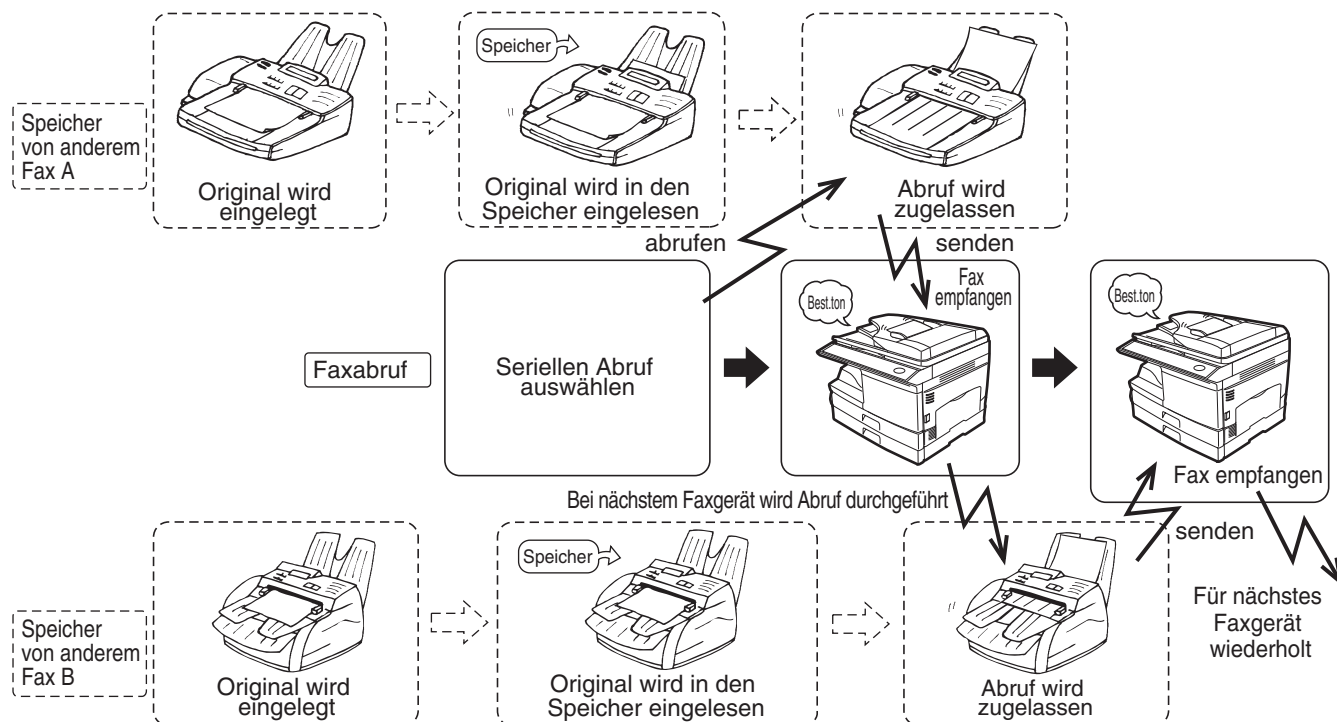 Speicher
Speicher
von anderem
Fax A
Original wird
eingelegt
Original wird in den
Speicher eingelesen
Abruf wird
zugelassen
abrufen
senden
Fax
empfangen
Best.ton
Best.ton
Faxabruf
Seriellen Abruf
auswählen
Fax empfangen
Bei nächstem Faxgerät wird Abruf durchgeführt
senden
Speicher
Für nächstes
Faxgerät
wiederholt
Speicher
von anderem
Fax B
Original wird
eingelegt
Original wird in den
Speicher eingelesen
Abruf wird
zugelassen